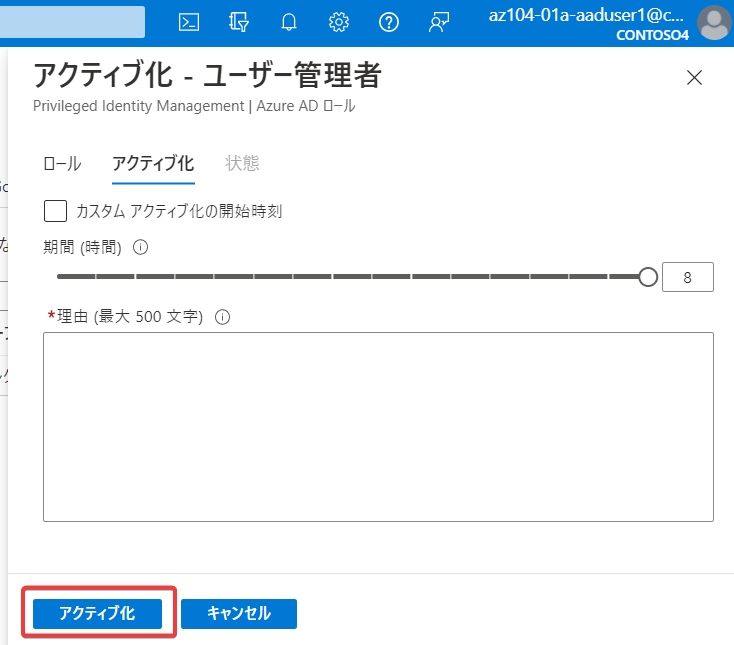 az104-01a-aaduser1@c...
CONTOSO4
アクティブ化 - ユーザー管理者
Privileged Identity Management | Azure AD ロール
ロール アクティブ化 状態
カスタム アクティブ化の開始時刻
期間 (時間)
8
*理由 (最大 500 文字)
アクティブ化 キャンセル